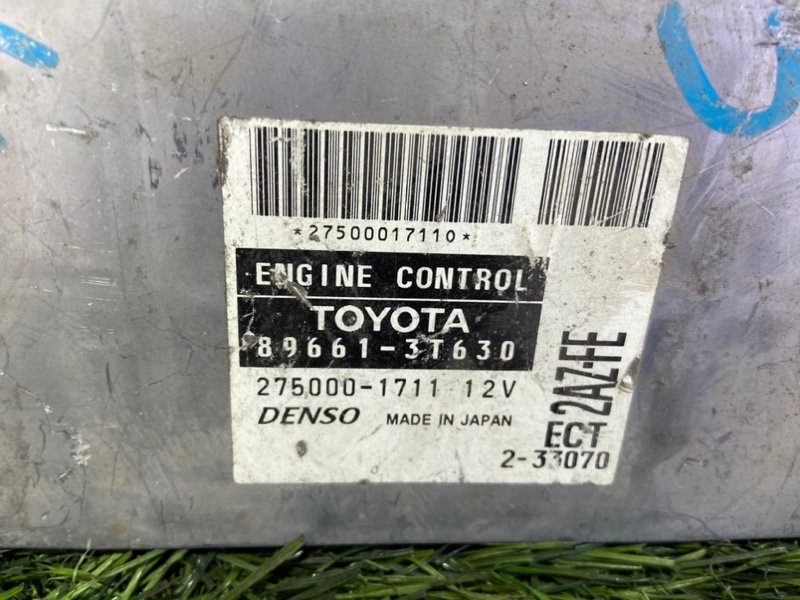 *27500017110*
ENGINE CONTROL
TOYOTA
89661-3T630
275000-1711 12V
DENSO MADE IN JAPAN
2AZ-FE
ECT
2-33070